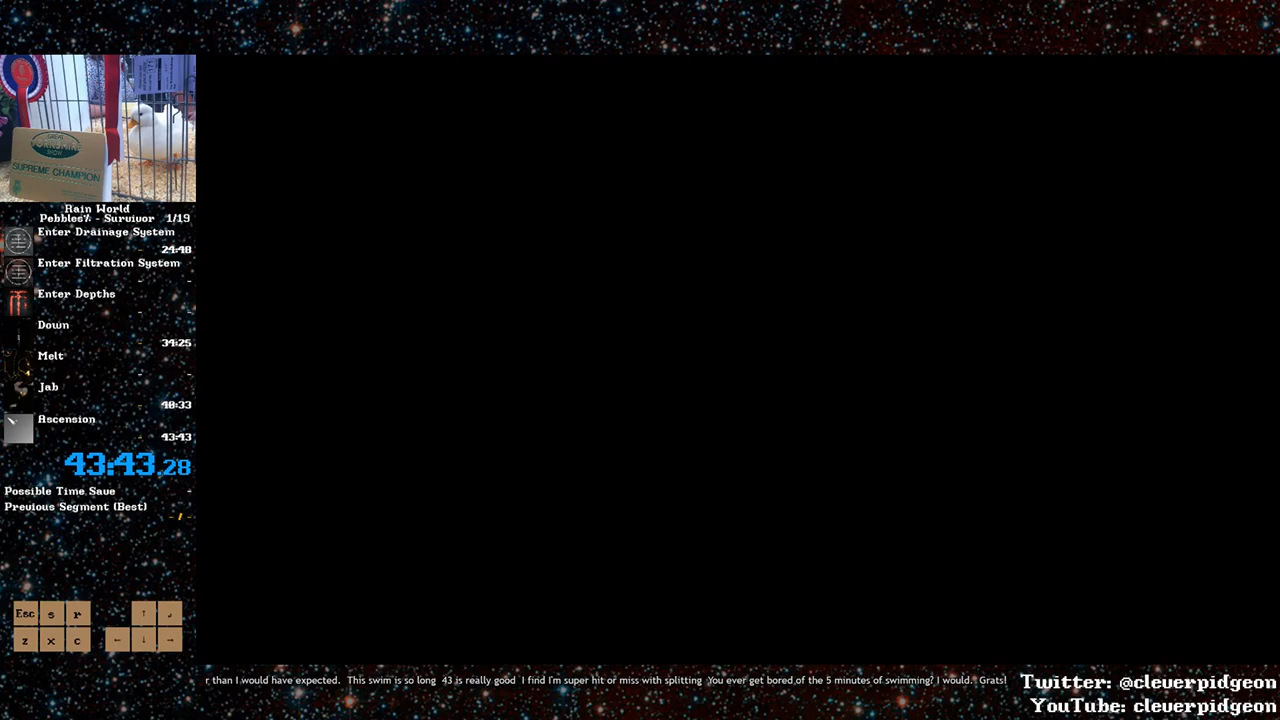 GREAT
YORKSHIRE
SHOW
SUPREME CHAMPION
Rain World
Pebbles% - Survivor 1/19
Enter Drainage System
- 24:48
Enter Filtration System
- -
Enter Depths
- -
Down
- 34:25
Melt
- -
Jab
- 40:33
Ascension
- 43:43
43:43.28
Possible Time Save -
Previous Segment (Best)
- / -
Esc s r ↑ ↲
z x c ← ↓ →
r than I would have expected. This swim is so long 43 is really good I find I'm super hit or miss with splitting You ever get bored of the 5 minutes of swimming? I would. Grats!
Twitter: @cleverpidgeon
YouTube: cleverpidgeon